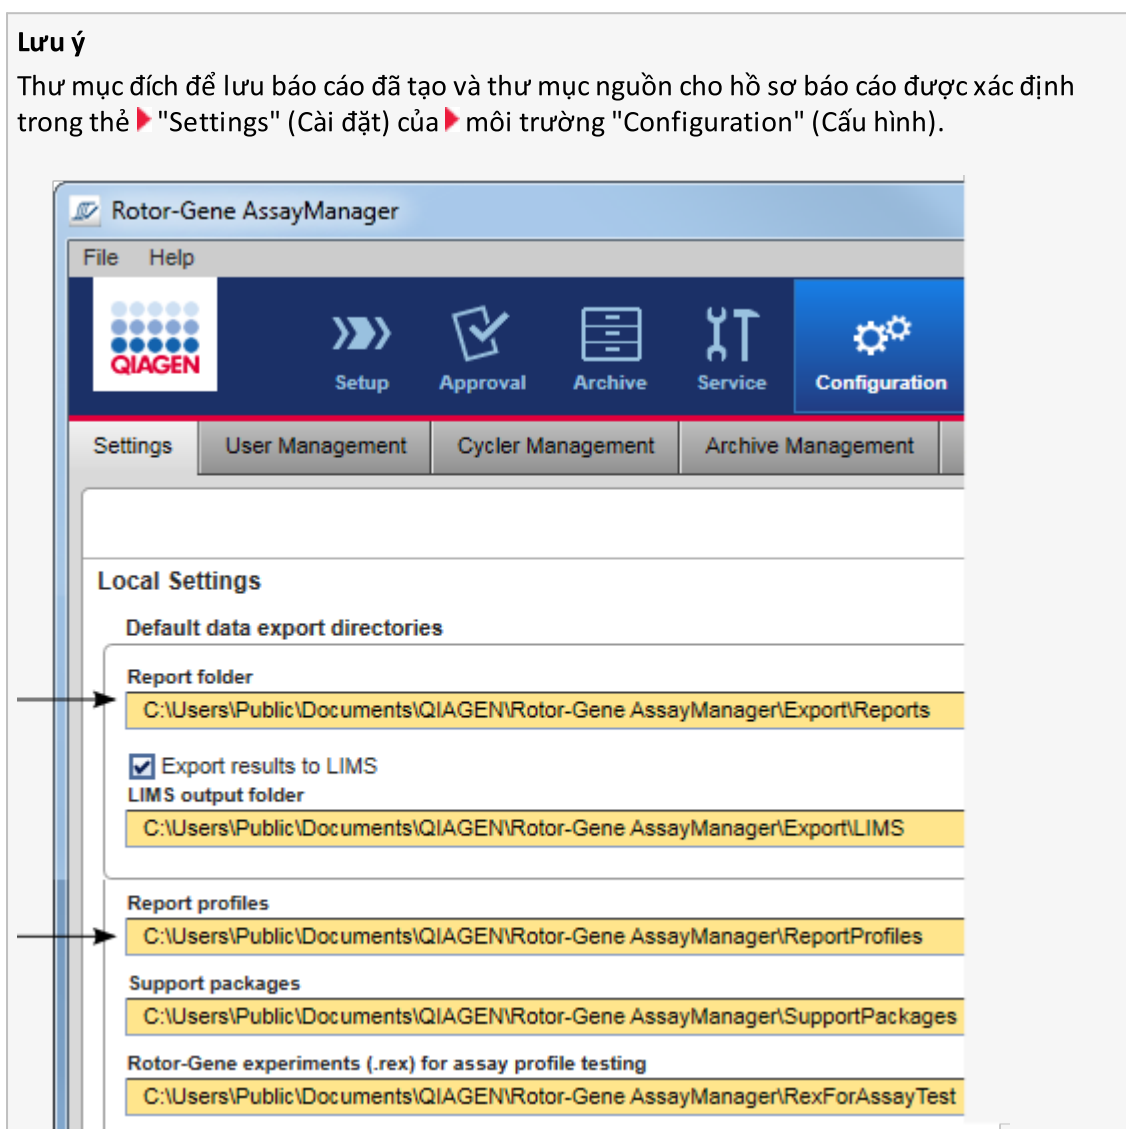 Lưu ý
Thư mục đích để lưu báo cáo đã tạo và thư mục nguồn cho hồ sơ báo cáo được xác định
trong thẻ "Settings" (Cài đặt) của môi trường "Configuration" (Cấu hình).
Rotor-Gene AssayManager
File Help
QIAGEN
Setup Approval Archive Service Configuration
Settings User Management Cycler Management Archive Management
Local Settings
Default data export directories
Report folder
C:\Users\Public\Documents\QIAGEN\Rotor-Gene AssayManager\Export\Reports
Export results to LIMS
LIMS output folder
C:\Users\Public\Documents\QIAGEN\Rotor-Gene AssayManager\Export\LIMS
Report profiles
C:\Users\Public\Documents\QIAGEN\Rotor-Gene AssayManager\ReportProfiles
Support packages
C:\Users\Public\Documents\QIAGEN\Rotor-Gene AssayManager\SupportPackages
Rotor-Gene experiments (.rex) for assay profile testing
C:\Users\Public\Documents\QIAGEN\Rotor-Gene AssayManager\RexForAssayTest